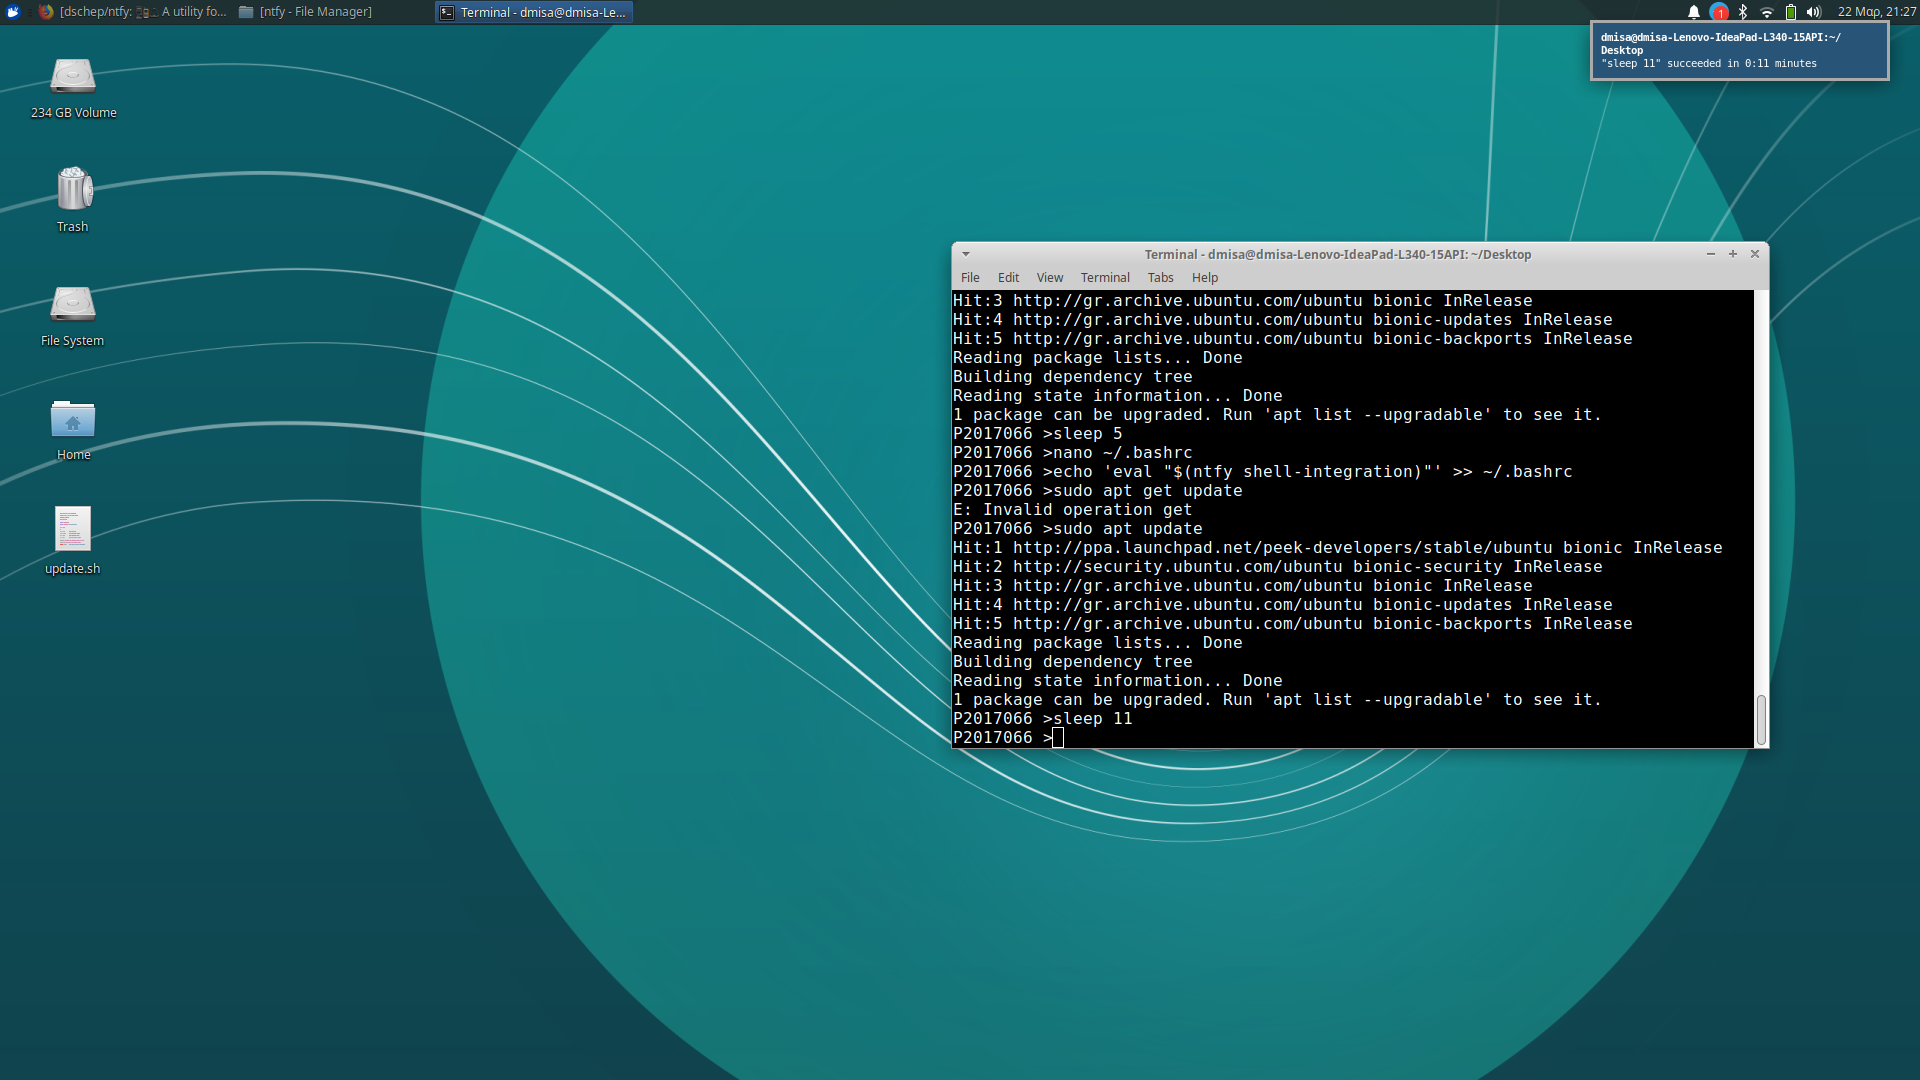 [dschep/ntfy: A utility fo...
[ntfy - File Manager]
Terminal - dmisa@dmisa-Le...
1
22 Μαρ, 21:27
dmisa@dmisa-Lenovo-IdeaPad-L340-15API:~/
Desktop
"sleep 11" succeeded in 0:11 minutes
234 GB Volume
Trash
File System
Home
update.sh
Terminal - dmisa@dmisa-Lenovo-IdeaPad-L340-15API: ~/Desktop
File Edit View Terminal Tabs Help
Hit:3 http://gr.archive.ubuntu.com/ubuntu bionic InRelease
Hit:4 http://gr.archive.ubuntu.com/ubuntu bionic-updates InRelease
Hit:5 http://gr.archive.ubuntu.com/ubuntu bionic-backports InRelease
Reading package lists... Done
Building dependency tree
Reading state information... Done
1 package can be upgraded. Run 'apt list --upgradable' to see it.
P2017066 >sleep 5
P2017066 >nano ~/.bashrc
P2017066 >echo 'eval "$(ntfy shell-integration)"' >> ~/.bashrc
P2017066 >sudo apt get update
E: Invalid operation get
P2017066 >sudo apt update
Hit:1 http://ppa.launchpad.net/peek-developers/stable/ubuntu bionic InRelease
Hit:2 http://security.ubuntu.com/ubuntu bionic-security InRelease
Hit:3 http://gr.archive.ubuntu.com/ubuntu bionic InRelease
Hit:4 http://gr.archive.ubuntu.com/ubuntu bionic-updates InRelease
Hit:5 http://gr.archive.ubuntu.com/ubuntu bionic-backports InRelease
Reading package lists... Done
Building dependency tree
Reading state information... Done
1 package can be upgraded. Run 'apt list --upgradable' to see it.
P2017066 >sleep 11
P2017066 >